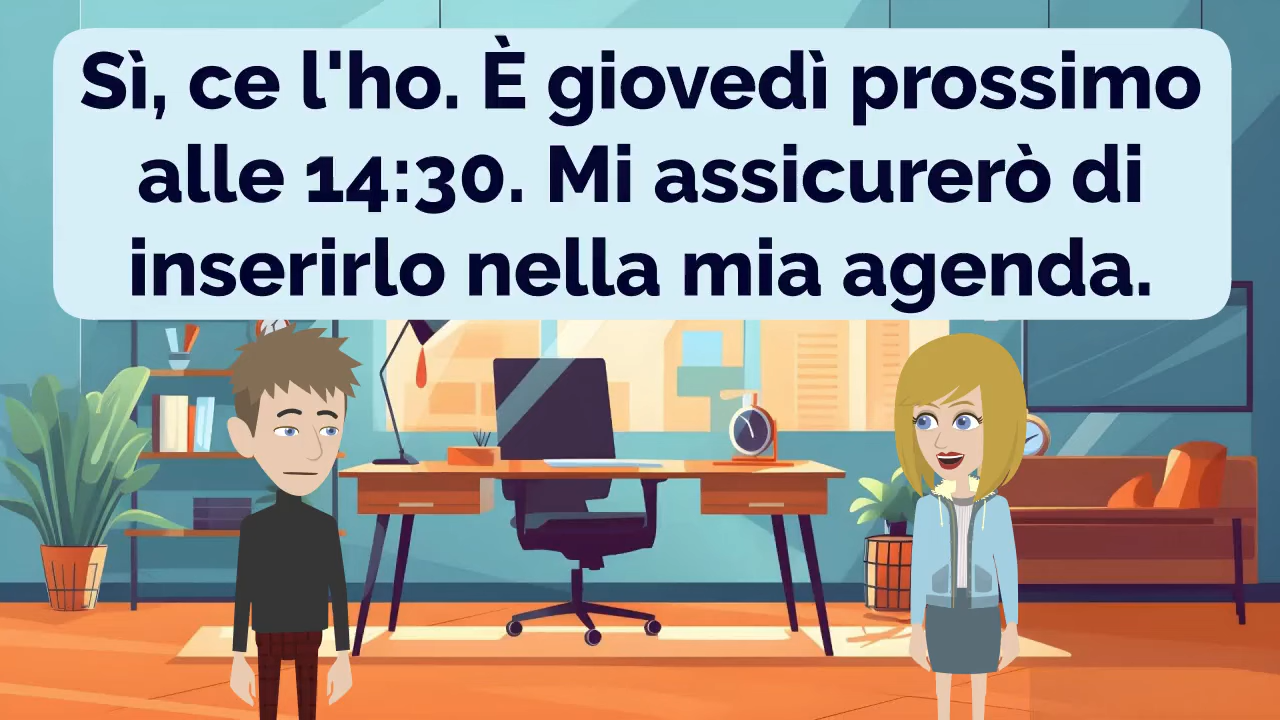 Sì, ce l'ho. È giovedì prossimo
alle 14:30. Mi assicurerò di
inserirlo nella mia agenda.